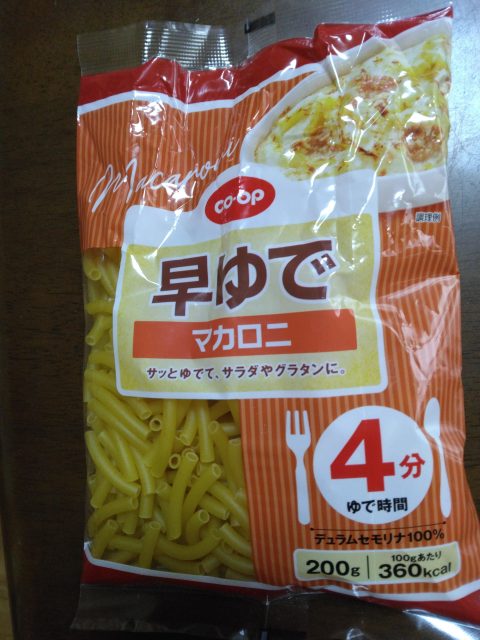 Macaroni
co-op
調理例
早ゆで
マカロニ
サッとゆでて、サラダやグラタンに。
4分
ゆで時間
デュラムセモリナ100%
200g
100gあたり
360kcal